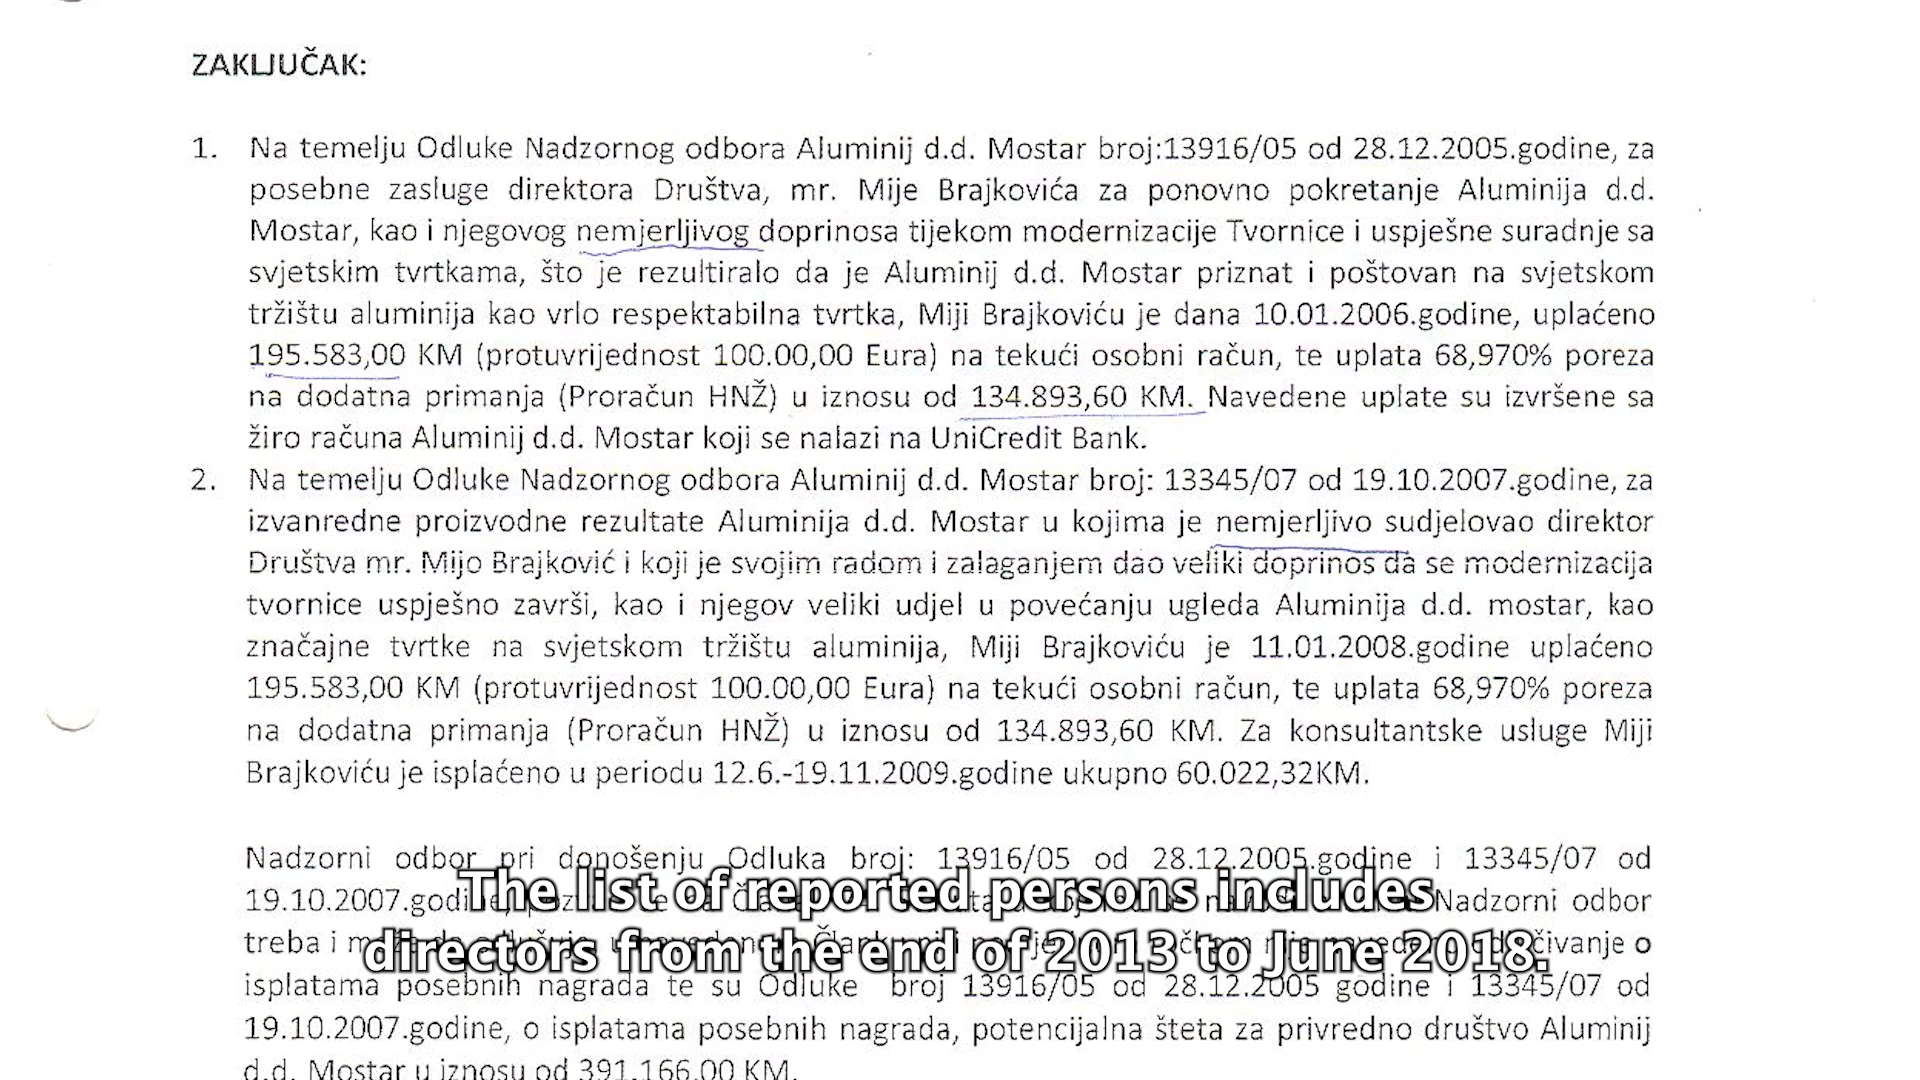 ZAKLJUČAK:
1. Na temelju Odluke Nadzornog odbora Aluminij d.d. Mostar broj:13916/05 od 28.12.2005.godine, za
posebne zasluge direktora Društva, mr. Mije Brajkovića za ponovno pokretanje Aluminija d.d.
Mostar, kao i njegovog nemjerljivog doprinosa tijekom modernizacije Tvornice i uspješne suradnje sa
svjetskim tvrtkama, što je rezultiralo da je Aluminij d.d. Mostar priznat i poštovan na svjetskom
tržištu aluminija kao vrlo respektabilna tvrtka, Miji Brajkoviću je dana 10.01.2006.godine, uplaćeno
195.583,00 KM (protuvrijednost 100.00,00 Eura) na tekući osobni račun, te uplata 68,970% poreza
na dodatna primanja (Proračun HNŽ) u iznosu od 134.893,60 KM. Navedene uplate su izvršene sa
žiro računa Aluminij d.d. Mostar koji se nalazi na UniCredit Bank.
2. Na temelju Odluke Nadzornog odbora Aluminij d.d. Mostar broj: 13345/07 od 19.10.2007.godine, za
izvanredne proizvodne rezultate Aluminija d.d. Mostar u kojima je nemjerljivo sudjelovao direktor
Društva mr. Mijo Brajković i koji je svojim radom i zalaganjem dao veliki doprinos da se modernizacija
tvornice uspješno završi, kao i njegov veliki udjel u povećanju ugleda Aluminija d.d. mostar, kao
značajne tvrtke na svjetskom tržištu aluminija, Miji Brajkoviću je 11.01.2008.godine uplaćeno
195.583,00 KM (protuvrijednost 100.00,00 Eura) na tekući osobni račun, te uplata 68,970% poreza
na dodatna primanja (Proračun HNŽ) u iznosu od 134.893,60 KM. Za konsultantske usluge Miji
Brajkoviću je isplaćeno u periodu 12.6.-19.11.2009.godine ukupno 60.022,32KM.
Nadzorni odbor pri donošenju Odluka broj: 13916/05 od 28.12.2005.godine i 13345/07 od
19.10.2007.godine, Nadzorni odbor
treba i o
isplatama posebnih nagrada te su Odluke broj 13916/05 od 28.12.2005 godine i 13345/07 od
19.10.2007.godine, o isplatama posebnih nagrada, potencijalna šteta za privredno društvo Aluminij
d.d. Mostar u iznosu od 391.166,00 KM.
The list of reported persons includes
directors from the end of 2013 to June 2018.